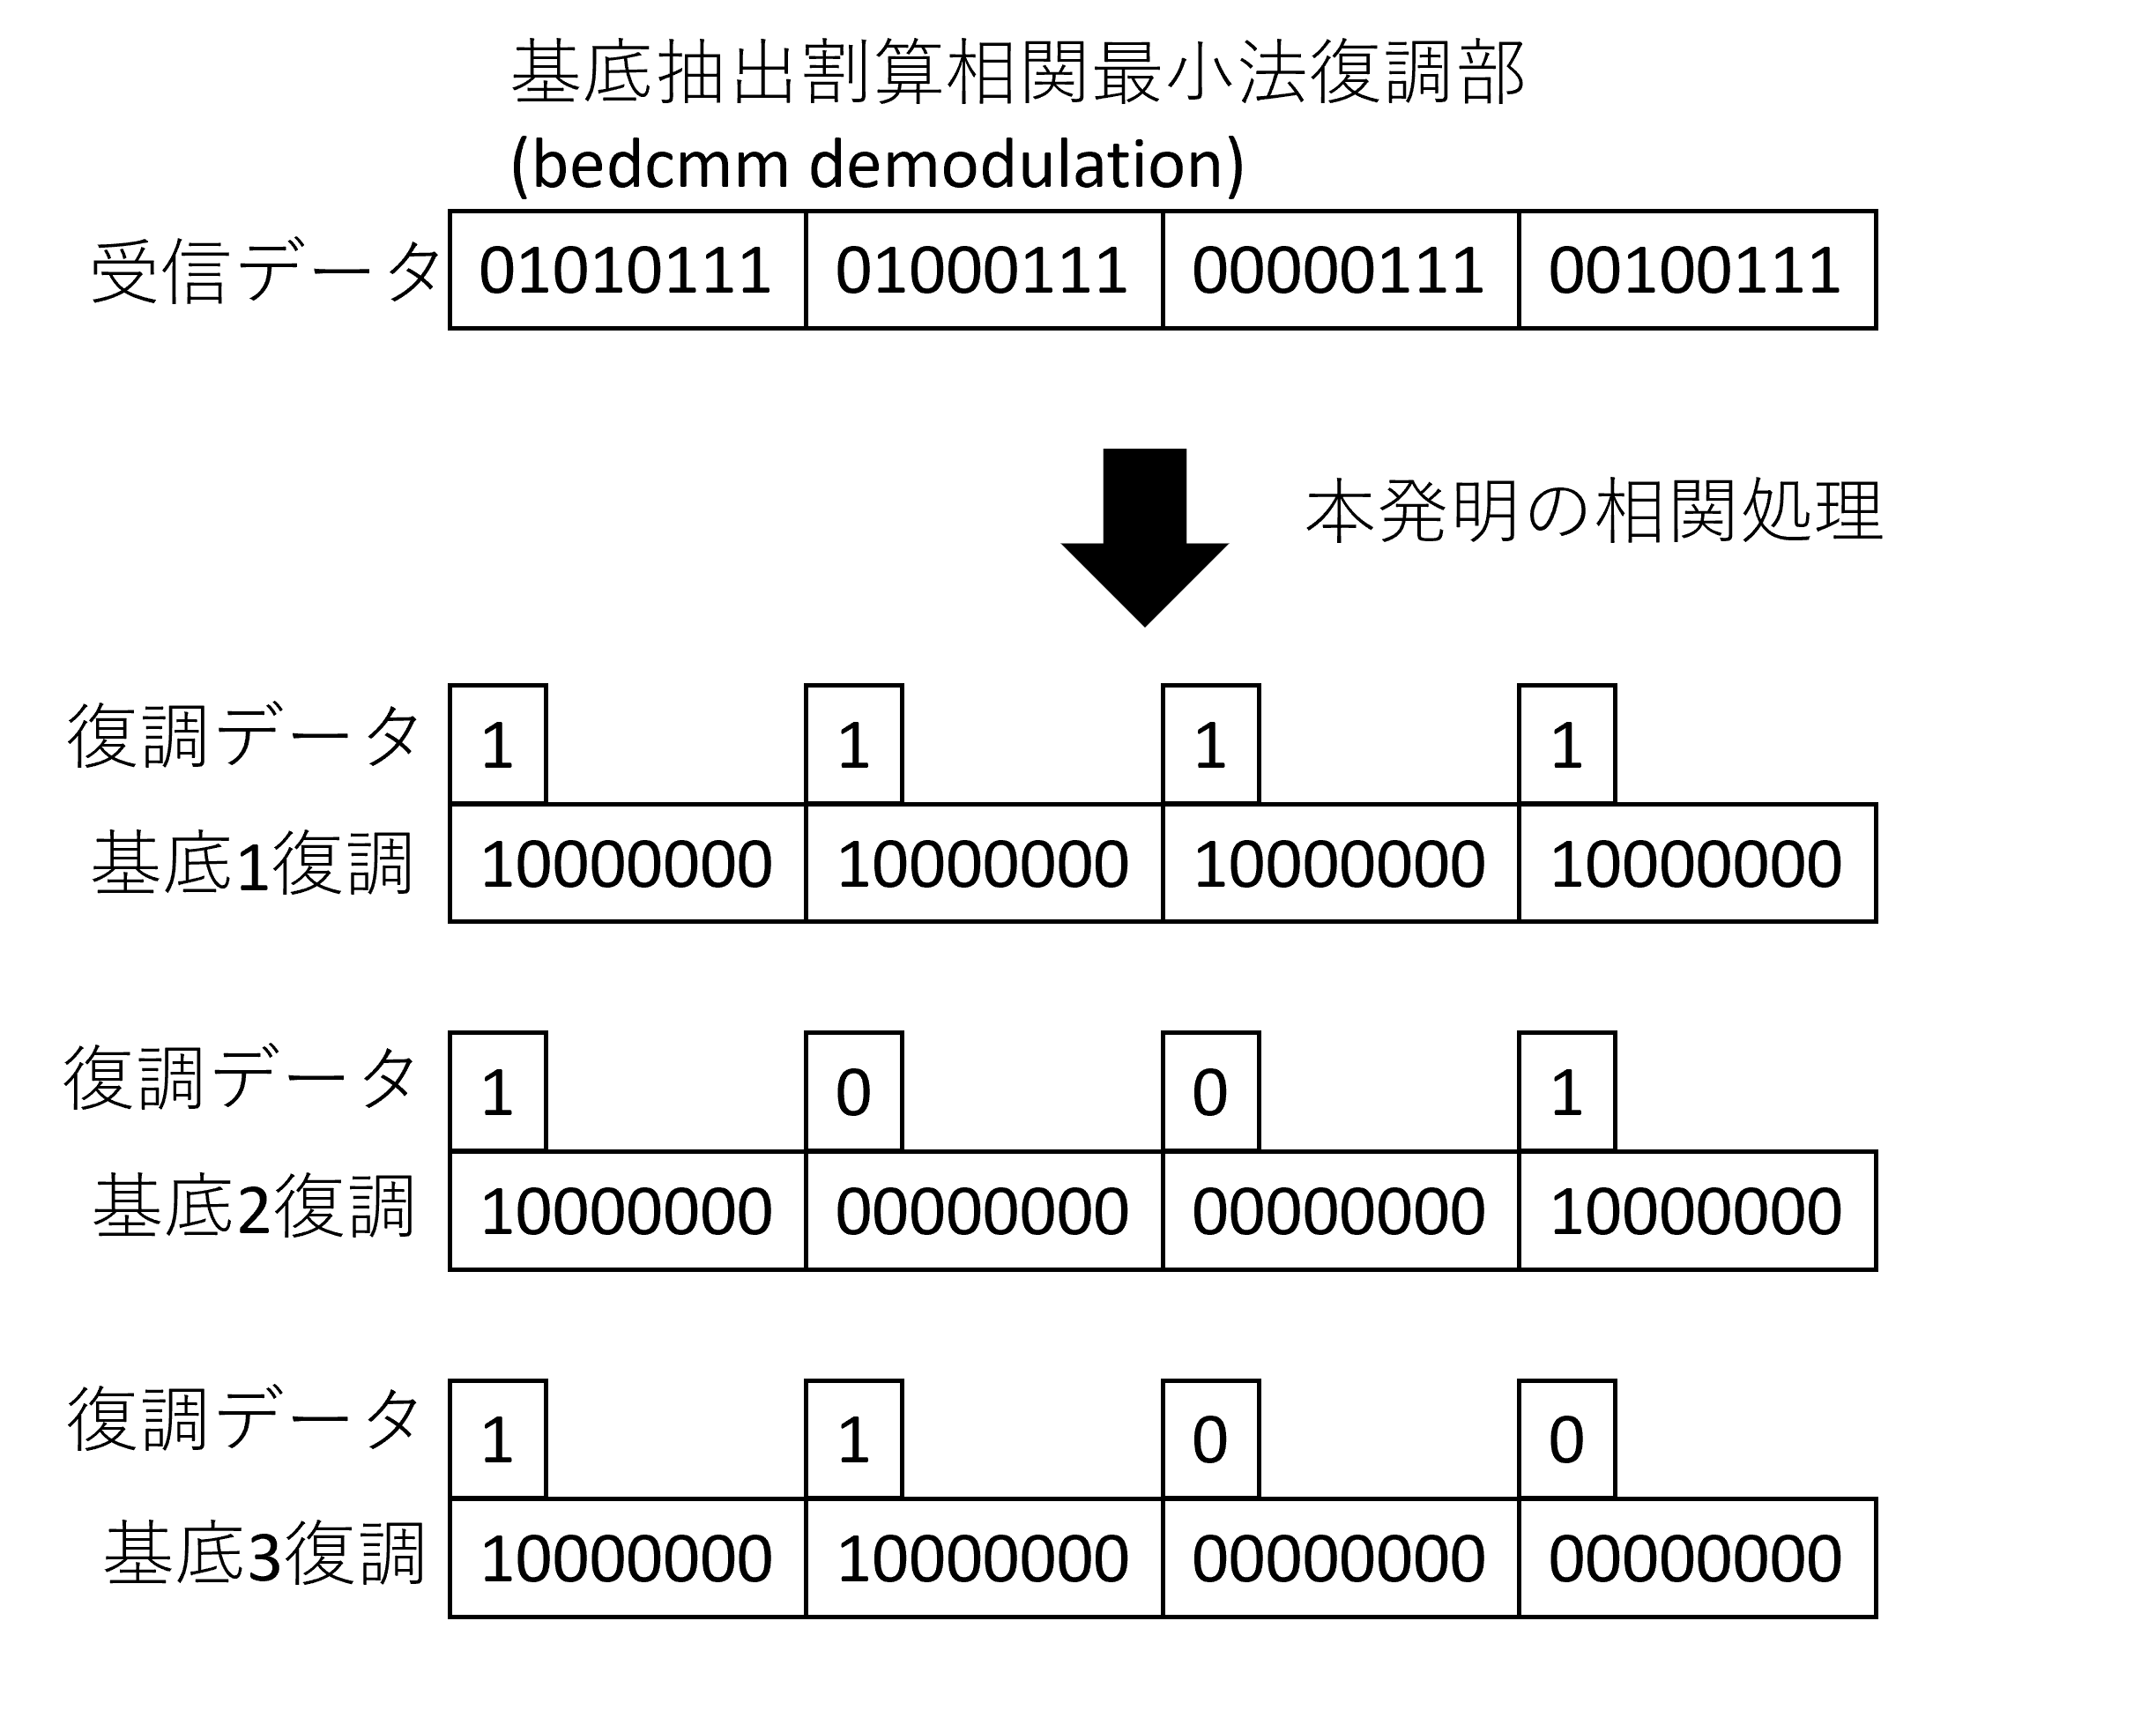 基底抽出割算相関最小法復調部
(bedcmm demodulation)
受信データ 01010111 01000111 00000111 00100111
本発明の相関処理
復調データ 1 1 1 1
基底1復調 10000000 10000000 10000000 10000000
復調データ 1 0 0 1
基底2復調 10000000 00000000 00000000 10000000
復調データ 1 1 0 0
基底3復調 10000000 10000000 00000000 00000000